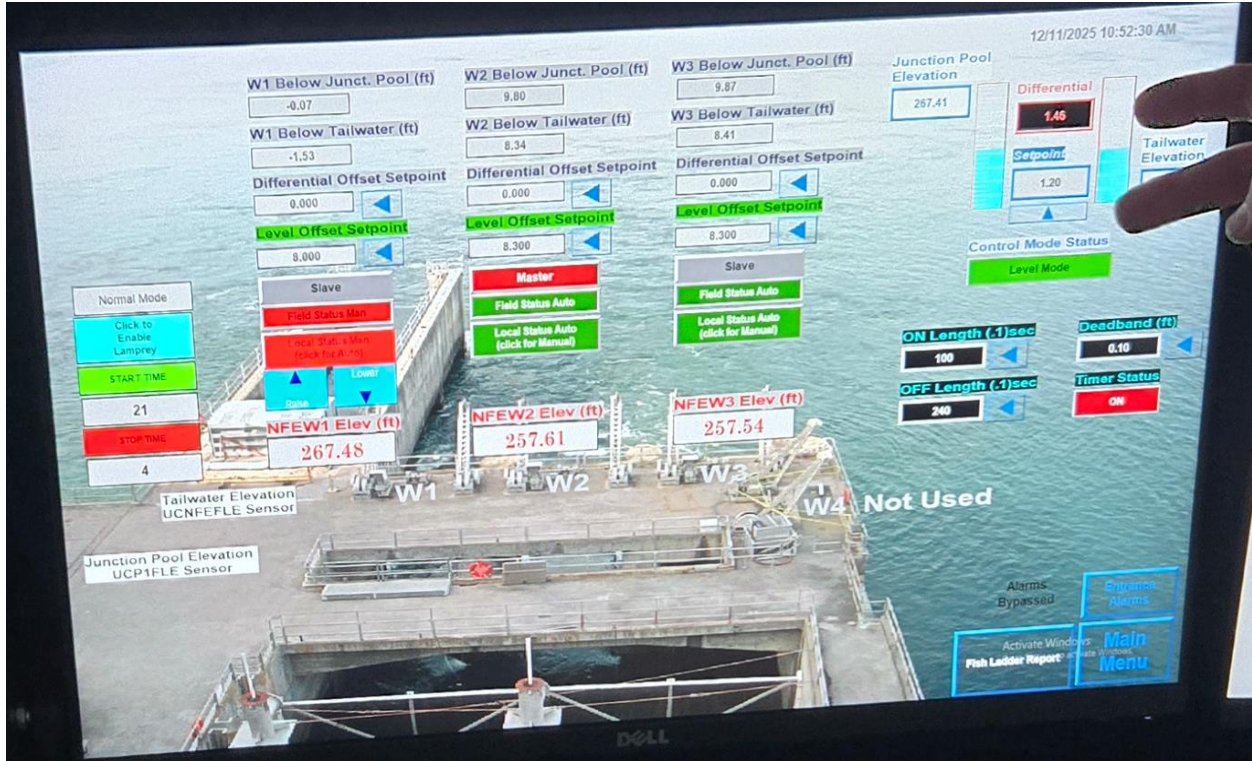 12/11/2025 10:52:30 AM
W1 Below Junct. Pool (ft)
-0.07
W1 Below Tailwater (ft)
-1.53
Differential Offset Setpoint
0.000
Level Offset Setpoint
8.000
Slave
Field Status Man
Local Status Man
(click for Auto)
Raise
Lower
NFEW1 Elev (ft)
267.48
W2 Below Junct. Pool (ft)
9.80
W2 Below Tailwater (ft)
8.34
Differential Offset Setpoint
0.000
Level Offset Setpoint
8.300
Master
Field Status Auto
Local Status Auto
(click for Manual)
NFEW2 Elev (ft)
257.61
W3 Below Junct. Pool (ft)
9.87
W3 Below Tailwater (ft)
8.41
Differential Offset Setpoint
0.000
Level Offset Setpoint
8.300
Slave
Field Status Auto
Local Status Auto
(click for Manual)
NFEW3 Elev (ft)
257.54
Junction Pool
Elevation
267.41
Differential
1.46
Setpoint
1.20
Tailwater
Elevation
Control Mode Status
Level Mode
ON Length (.1)sec
100
OFF Length (.1)sec
240
Deadband (ft)
0.10
Timer Status
ON
Normal Mode
Click to
Enable
Lamprey
START TIME
21
STOP TIME
4
Tailwater Elevation
UCNFEFLE Sensor
Junction Pool Elevation
UCP1FLE Sensor
W1
W2
W3
W4 Not Used
Alarms
Bypassed
Entrance
Alarms
Activate Windows
Fish Ladder Report
Main
Menu
DELL